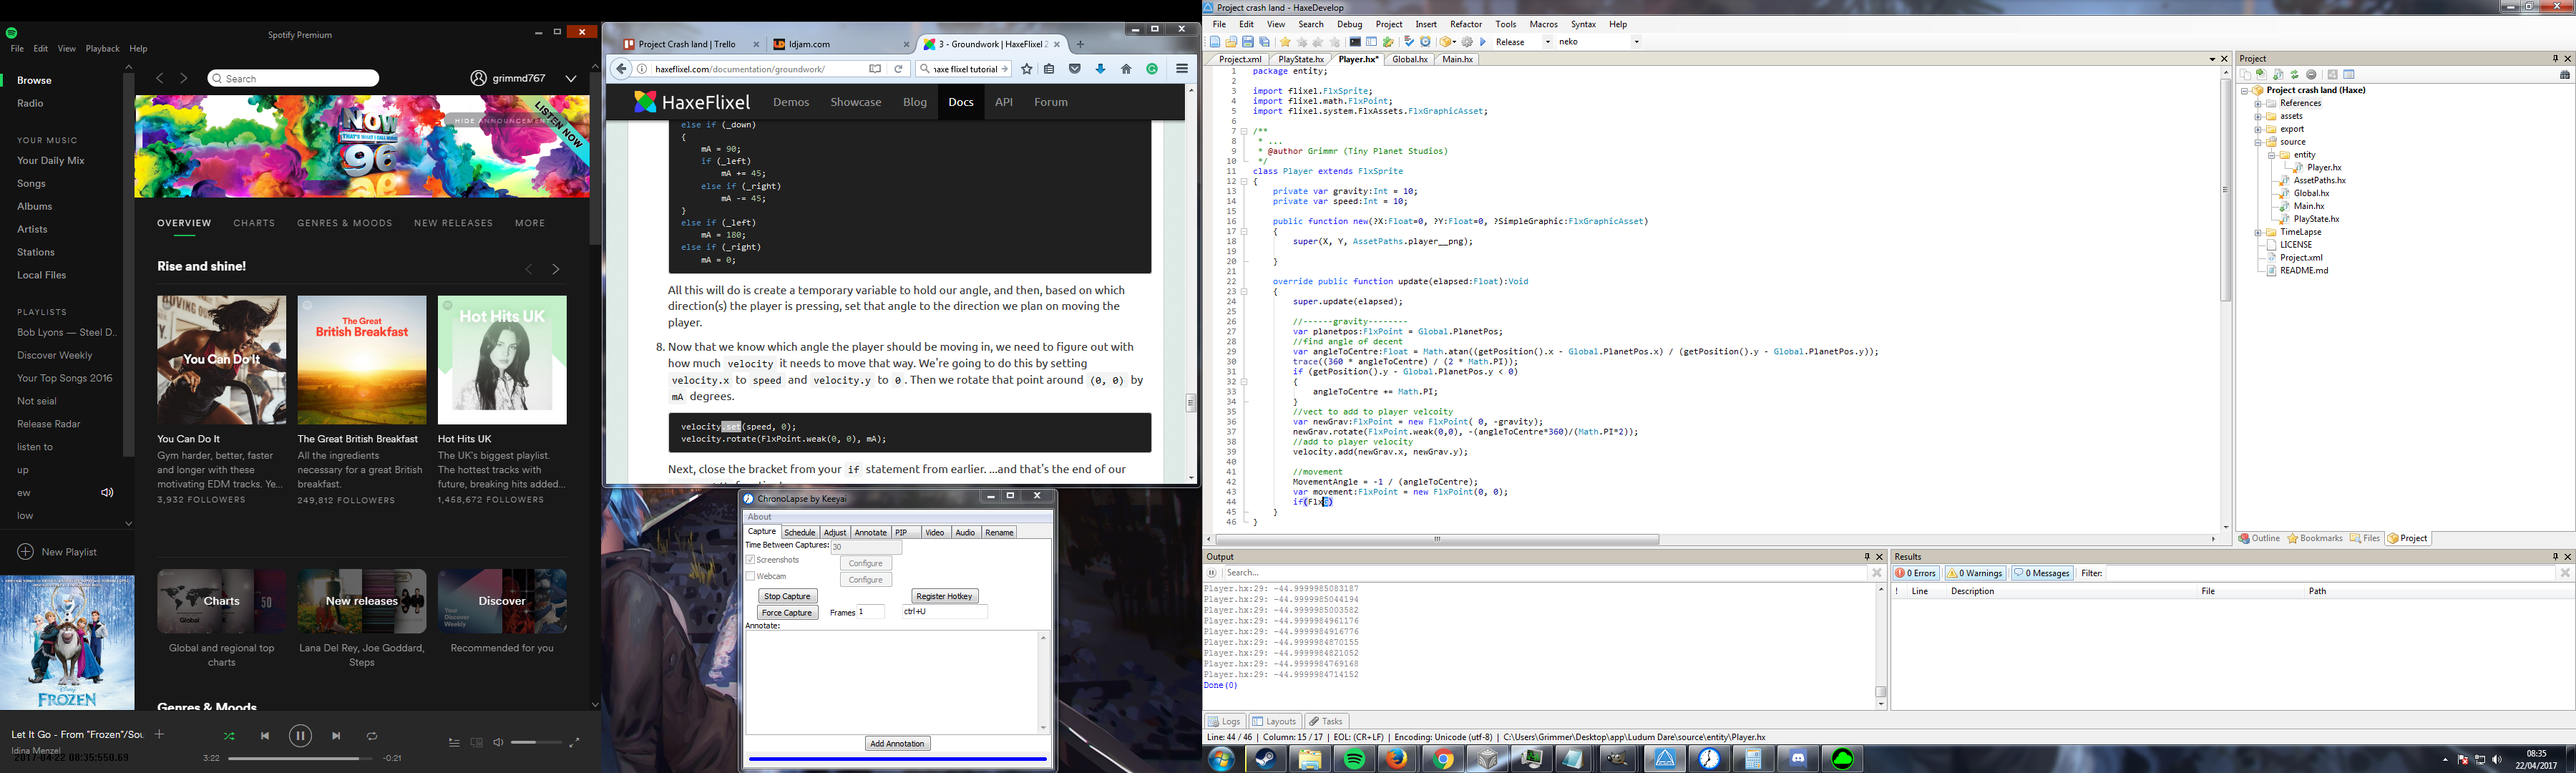 Spotify Premium
File Edit View Playback Help
Browse
Radio
YOUR MUSIC
Your Daily Mix
Songs
Albums
Artists
Stations
Local Files
PLAYLISTS
Bob Lyons — Steel D..
Discover Weekly
Your Top Songs 2016
Not seial
Release Radar
listen to
up
ew
low
New Playlist
Search
grimmd767
HIDE ANNOUNCEMENTS
LISTEN NOW
NOW
THAT'S WHAT I CALL MUSIC
96
OVERVIEW CHARTS GENRES & MOODS NEW RELEASES MORE
Rise and shine!
You Can Do It
The Great
British Breakfast
Hot Hits UK
You Can Do It
Gym harder, better, faster
and longer with these
motivating EDM tracks. Ye...
3,932 FOLLOWERS
The Great British Breakfast
All the ingredients
necessary for a great British
breakfast.
249,812 FOLLOWERS
Hot Hits UK
The UK's biggest playlist.
The hottest tracks with
future, breaking hits added...
1,458,672 FOLLOWERS
Charts
New releases
Discover
Global and regional top
charts
Lana Del Rey, Joe Goddard,
Steps
Recommended for you
Genres & Moods
Disney
FROZEN
Let It Go - From "Frozen"/Sou
Idina Menzel
2017-04-22 08:35:550.69
3:22
-0:21
Project Crash land | Trello
ldjam.com
3 - Groundwork | HaxeFlixel 2
haxeflixel.com/documentation/groundwork/
haxe flixel tutorial
HaxeFlixel Demos Showcase Blog Docs API Forum
else if (_down)
{
mA = 90;
if (_left)
mA += 45;
else if (_right)
mA -= 45;
}
else if (_left)
mA = 180;
else if (_right)
mA = 0;
All this will do is create a temporary variable to hold our angle, and then, based on which
direction(s) the player is pressing, set that angle to the direction we plan on moving the
player.
8. Now that we know which angle the player should be moving in, we need to figure out with
how much velocity it needs to move that way. We're going to do this by setting
velocity.x to speed and velocity.y to 0 . Then we rotate that point around (0, 0) by
mA degrees.
velocity.set(speed, 0);
velocity.rotate(FlxPoint.weak(0, 0), mA);
Next, close the bracket from your if statement from earlier. ...and that's the end of our
ChronoLapse by Keeyai
About
Capture Schedule Adjust Annotate PIP Video Audio Rename
Time Between Captures: 30
Screenshots Configure
Webcam Configure
Stop Capture Register Hotkey
Force Capture Frames 1 ctrl+U
Annotate:
Add Annotation
Project crash land - HaxeDevelop
File Edit View Search Debug Project Insert Refactor Tools Macros Syntax Help
Release neko
Project.xml PlayState.hx Player.hx* Global.hx Main.hx
1 package entity;
2
3 import flixel.FlxSprite;
4 import flixel.math.FlxPoint;
5 import flixel.system.FlxAssets.FlxGraphicAsset;
6
7 /**
8 * ...
9 * @author Grimmr (Tiny Planet Studios)
10 */
11 class Player extends FlxSprite
12 {
13 private var gravity:Int = 10;
14 private var speed:Int = 10;
15
16 public function new(?X:Float=0, ?Y:Float=0, ?SimpleGraphic:FlxGraphicAsset)
17 {
18 super(X, Y, AssetPaths.player__png);
19
20 }
21
22 override public function update(elapsed:Float):Void
23 {
24 super.update(elapsed);
25
26 //------gravity--------
27 var planetpos:FlxPoint = Global.PlanetPos;
28 //find angle of decent
29 var angleToCentre:Float = Math.atan((getPosition().x - Global.PlanetPos.x) / (getPosition().y - Global.PlanetPos.y));
30 trace((360 * angleToCentre) / (2 * Math.PI));
31 if (getPosition().y - Global.PlanetPos.y < 0)
32 {
33 angleToCentre += Math.PI;
34 }
35 //vect to add to player velcoity
36 var newGrav:FlxPoint = new FlxPoint( 0, -gravity);
37 newGrav.rotate(FlxPoint.weak(0,0), -(angleToCentre*360)/(Math.PI*2));
38 //add to player velocity
39 velocity.add(newGrav.x, newGrav.y);
40
41 //movement
42 MovementAngle = -1 / (angleToCentre);
43 var movement:FlxPoint = new FlxPoint(0, 0);
44 if(Flx
45 }
46 }
Project
Project crash land (Haxe)
References
assets
export
source
entity
Player.hx
AssetPaths.hx
Global.hx
Main.hx
PlayState.hx
TimeLapse
LICENSE
Project.xml
README.md
Outline Bookmarks Files Project
Output
Search...
Player.hx:29: -44.9999985083187
Player.hx:29: -44.9999985044194
Player.hx:29: -44.9999985003582
Player.hx:29: -44.9999984961176
Player.hx:29: -44.9999984916776
Player.hx:29: -44.9999984870155
Player.hx:29: -44.9999984821052
Player.hx:29: -44.9999984769168
Player.hx:29: -44.9999984714152
Done(0)
Logs Layouts Tasks
Results
0 Errors 0 Warnings 0 Messages Filter:
! Line Description File Path
Line: 44 / 46 | Column: 15 / 17 | EOL: (CR+LF) | Encoding: Unicode (utf-8) | C:\Users\Grimmer\Desktop\app\Ludum Dare\source\entity\Player.hx
08:35
22/04/2017